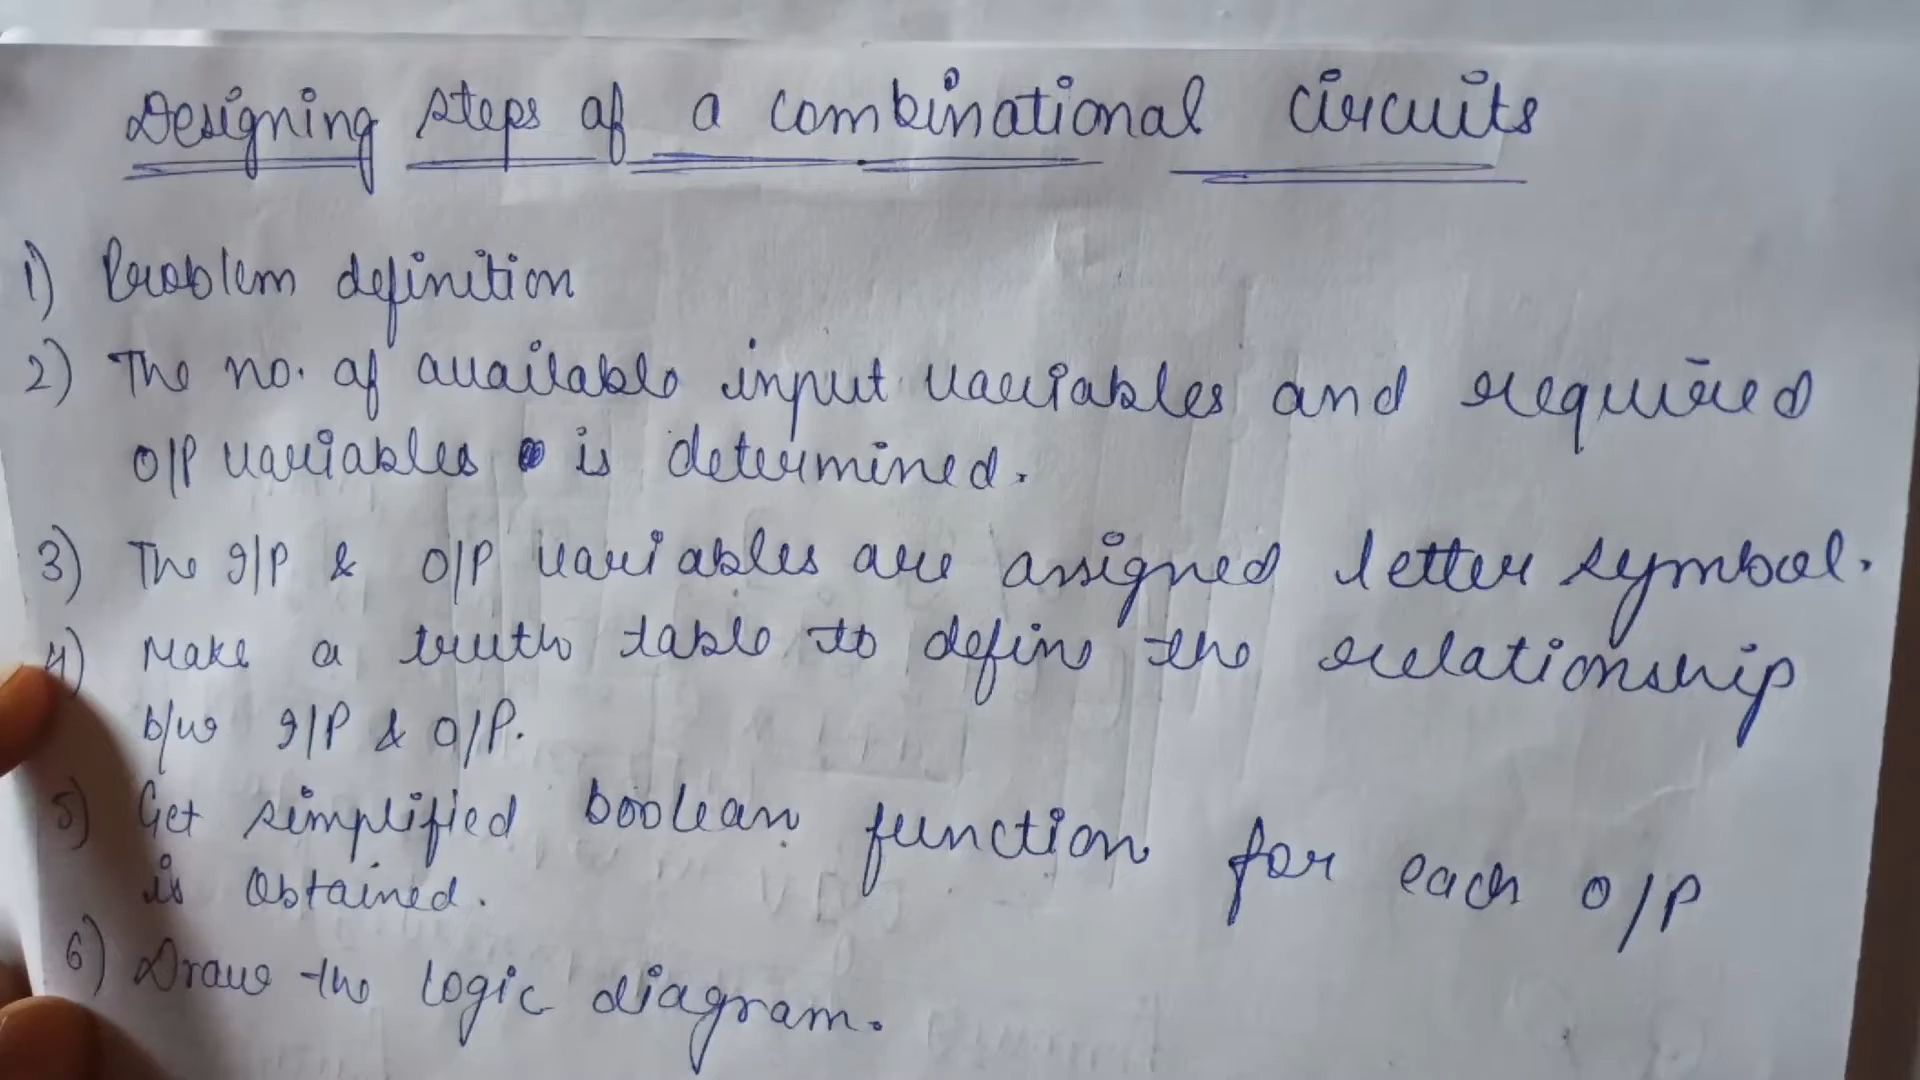 Designing steps of a combinational circuits
1) Problem definition
2) The no. of available input variables and required
O/P variables is determined.
3) The I/P & O/P variables are assigned letter symbol.
4) Make a truth table to define the relationship
b/w I/P & O/P.
5) Get simplified boolean function for each O/P
is Obtained.
6) Draw the logic diagram.